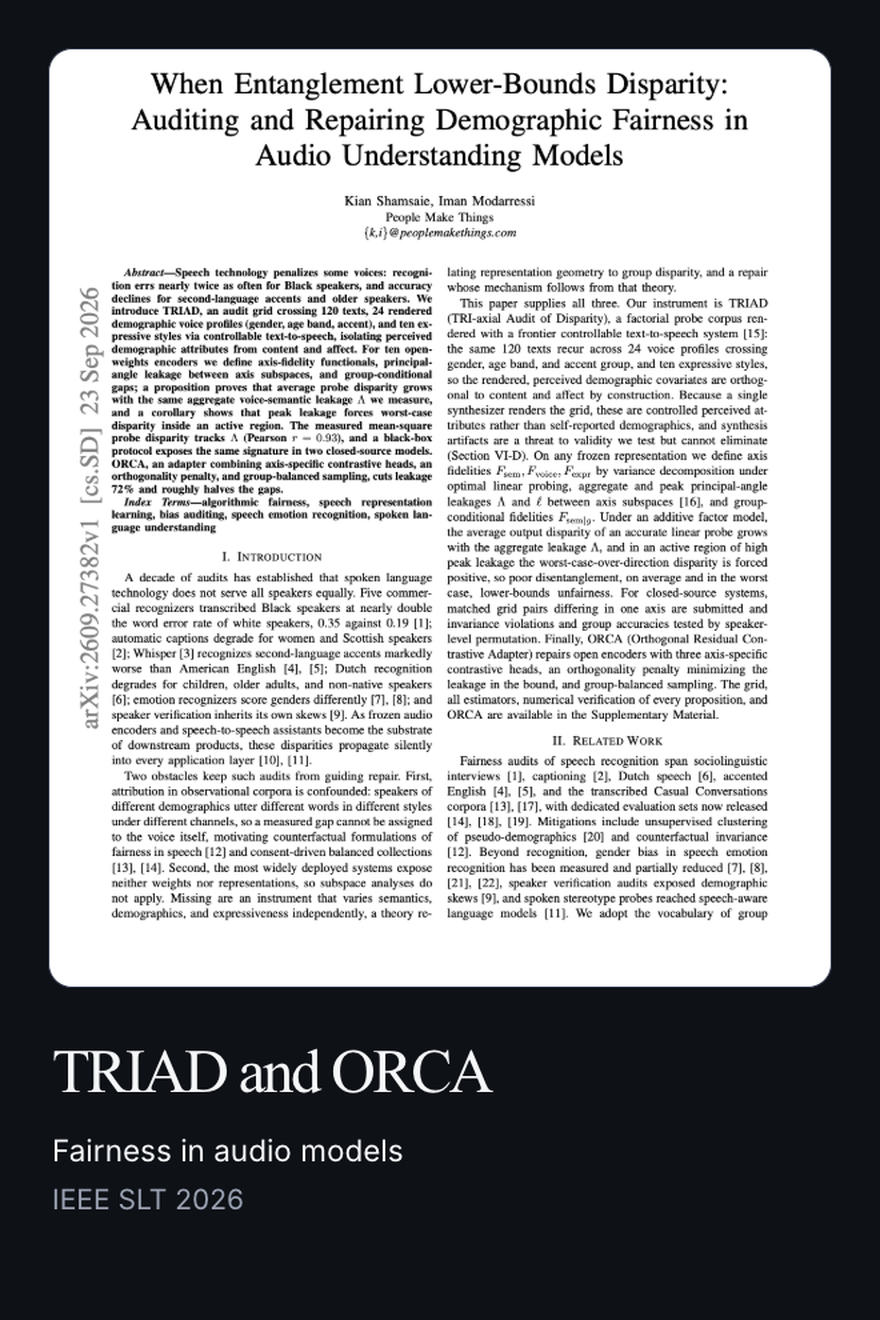 When Entanglement Lower-Bounds Disparity:
Auditing and Repairing Demographic Fairness in
Audio Understanding Models
Kian Shamsaie, Iman Modarressi
People Make Things
{k,i}@peoplemakethings.com
arXiv:2609.27382v1 [cs.SD] 23 Sep 2026
Abstract—Speech technology penalizes some voices: recogni-
tion errs nearly twice as often for Black speakers, and accuracy
declines for second-language accents and older speakers. We
introduce TRIAD, an audit grid crossing 120 texts, 24 rendered
demographic voice profiles (gender, age band, accent), and ten ex-
pressive styles via controllable text-to-speech, isolating perceived
demographic attributes from content and affect. For ten open-
weights encoders we define axis-fidelity functionals, principal-
angle leakage between axis subspaces, and group-conditional
gaps; a proposition proves that average probe disparity grows
with the same aggregate voice-semantic leakage Λ we measure,
and a corollary shows that peak leakage forces worst-case
disparity inside an active region. The measured mean-square
probe disparity tracks Λ (Pearson r = 0.93), and a black-box
protocol exposes the same signature in two closed-source models.
ORCA, an adapter combining axis-specific contrastive heads, an
orthogonality penalty, and group-balanced sampling, cuts leakage
72% and roughly halves the gaps.
Index Terms—algorithmic fairness, speech representation
learning, bias auditing, speech emotion recognition, spoken lan-
guage understanding
I. Introduction
A decade of audits has established that spoken language
technology does not serve all speakers equally. Five commer-
cial recognizers transcribed Black speakers at nearly double
the word error rate of white speakers, 0.35 against 0.19 [1];
automatic captions degrade for women and Scottish speakers
[2]; Whisper [3] recognizes second-language accents markedly
worse than American English [4], [5]; Dutch recognition
degrades for children, older adults, and non-native speakers
[6]; emotion recognizers score genders differently [7], [8]; and
speaker verification inherits its own skews [9]. As frozen audio
encoders and speech-to-speech assistants become the substrate
of downstream products, these disparities propagate silently
into every application layer [10], [11].
Two obstacles keep such audits from guiding repair. First,
attribution in observational corpora is confounded: speakers of
different demographics utter different words in different styles
under different channels, so a measured gap cannot be assigned
to the voice itself, motivating counterfactual formulations of
fairness in speech [12] and consent-driven balanced collections
[13], [14]. Second, the most widely deployed systems expose
neither weights nor representations, so subspace analyses do
not apply. Missing are an instrument that varies semantics,
demographics, and expressiveness independently, a theory re-
lating representation geometry to group disparity, and a repair
whose mechanism follows from that theory.
This paper supplies all three. Our instrument is TRIAD
(TRI-axial Audit of Disparity), a factorial probe corpus ren-
dered with a frontier controllable text-to-speech system [15]:
the same 120 texts recur across 24 voice profiles crossing
gender, age band, and accent group, and ten expressive styles,
so the rendered, perceived demographic covariates are orthog-
onal to content and affect by construction. Because a single
synthesizer renders the grid, these are controlled perceived at-
tributes rather than self-reported demographics, and synthesis
artifacts are a threat to validity we test but cannot eliminate
(Section VI-D). On any frozen representation we define axis
fidelities Fsem, Fvoice, Fexpr by variance decomposition under
optimal linear probing, aggregate and peak principal-angle
leakages Λ and ℓ between axis subspaces [16], and group-
conditional fidelities Fsem|g. Under an additive factor model,
the average output disparity of an accurate linear probe grows
with the aggregate leakage Λ, and in an active region of high
peak leakage the worst-case-over-direction disparity is forced
positive, so poor disentanglement, on average and in the worst
case, lower-bounds unfairness. For closed-source systems,
matched grid pairs differing in one axis are submitted and
invariance violations and group accuracies tested by speaker-
level permutation. Finally, ORCA (Orthogonal Residual Con-
trastive Adapter) repairs open encoders with three axis-specific
contrastive heads, an orthogonality penalty minimizing the
leakage in the bound, and group-balanced sampling. The grid,
all estimators, numerical verification of every proposition, and
ORCA are available in the Supplementary Material.
II. Related Work
Fairness audits of speech recognition span sociolinguistic
interviews [1], captioning [2], Dutch speech [6], accented
English [4], [5], and the transcribed Casual Conversations
corpora [13], [17], with dedicated evaluation sets now released
[14], [18], [19]. Mitigations include unsupervised clustering
of pseudo-demographics [20] and counterfactual invariance
[12]. Beyond recognition, gender bias in speech emotion
recognition has been measured and partially reduced [7], [8],
[21], [22], speaker verification audits exposed demographic
skews [9], and spoken stereotype probes reached speech-aware
language models [11]. We adopt the vocabulary of group
TRIAD and ORCA
Fairness in audio models
IEEE SLT 2026